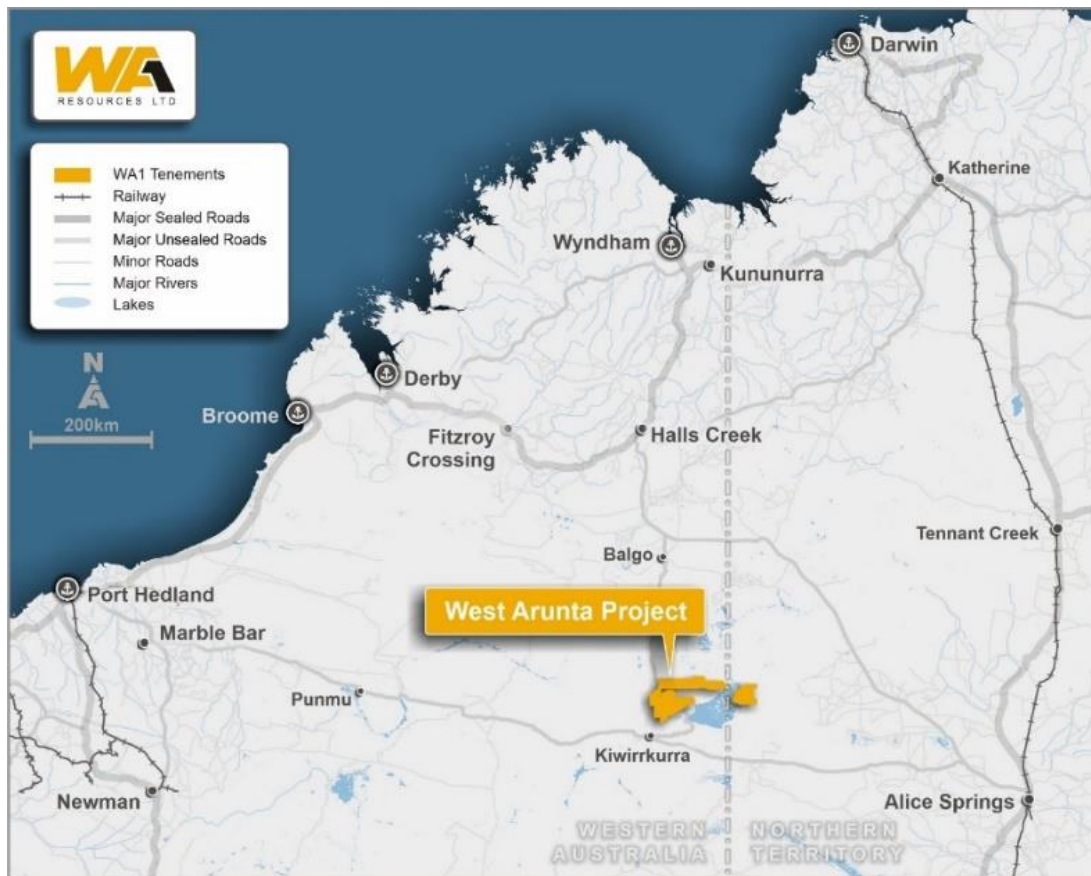 WA1
RESOURCES LTD
WA1 Tenements
Railway
Major Sealed Roads
Major Unsealed Roads
Minor Roads
Major Rivers
Lakes
N
200km
Darwin
Katherine
Wyndham
Kununurra
Derby
Broome
Fitzroy
Crossing
Halls Creek
Tennant Creek
Balgo
Port Hedland
West Arunta Project
Marble Bar
Punmu
Kiwirrkurra
Newman
Alice Springs
WESTERN
AUSTRALIA
NORTHERN
TERRITORY